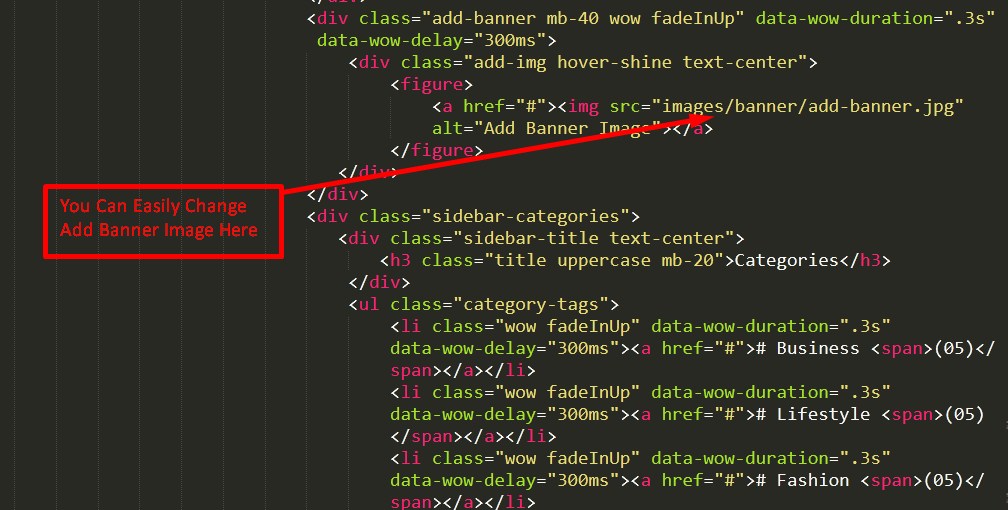 </div>
<div class="add-banner mb-40 wow fadeInUp" data-wow-duration=".3s"
data-wow-delay="300ms">
<div class="add-img hover-shine text-center">
<figure>
<a href="#"><img src="images/banner/add-banner.jpg"
alt="Add Banner Image"></a>
</figure>
</div>
</div>
You Can Easily Change
Add Banner Image Here
<div class="sidebar-categories">
<div class="sidebar-title text-center">
<h3 class="title uppercase mb-20">Categories</h3>
</div>
<ul class="category-tags">
<li class="wow fadeInUp" data-wow-duration=".3s"
data-wow-delay="300ms"><a href="#"># Business <span>(05)</
span></a></li>
<li class="wow fadeInUp" data-wow-duration=".3s"
data-wow-delay="300ms"><a href="#"># Lifestyle <span>(05)
</span></a></li>
<li class="wow fadeInUp" data-wow-duration=".3s"
data-wow-delay="300ms"><a href="#"># Fashion <span>(05)</
span></a></li>